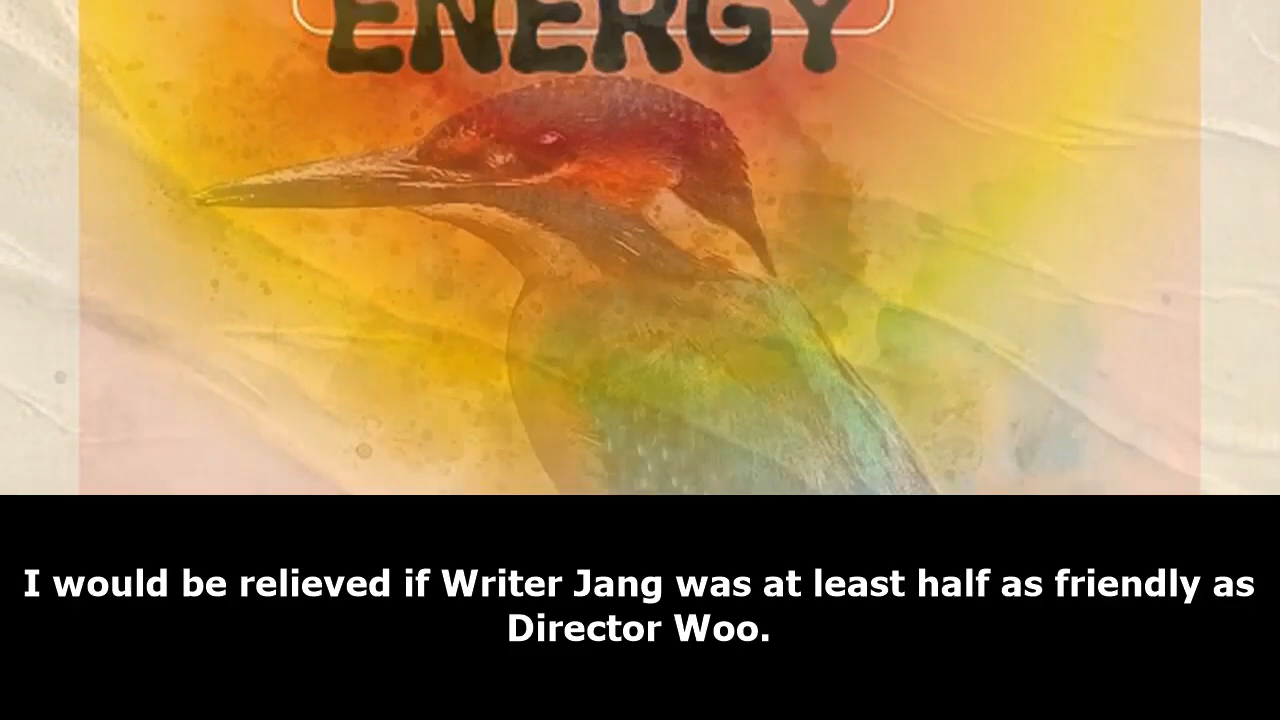 ENERGY
I would be relieved if Writer Jang was at least half as friendly as
Director Woo.